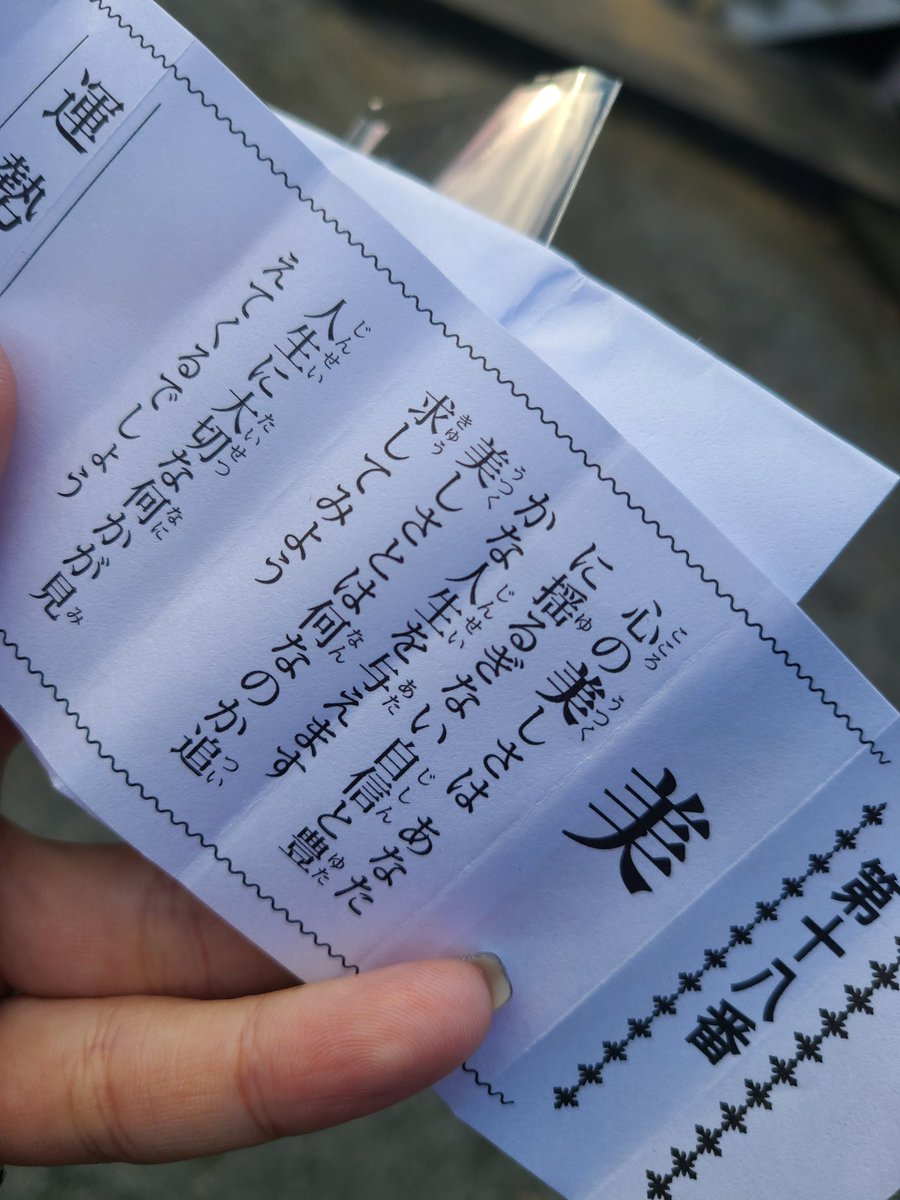 第十八番
美
心の美しさは あなた
に揺るぎない自信と豊
かな人生を与えます
美しさとは何なのか追
求してみよう
人生に大切な何かが見
えてくるでしょう
運勢